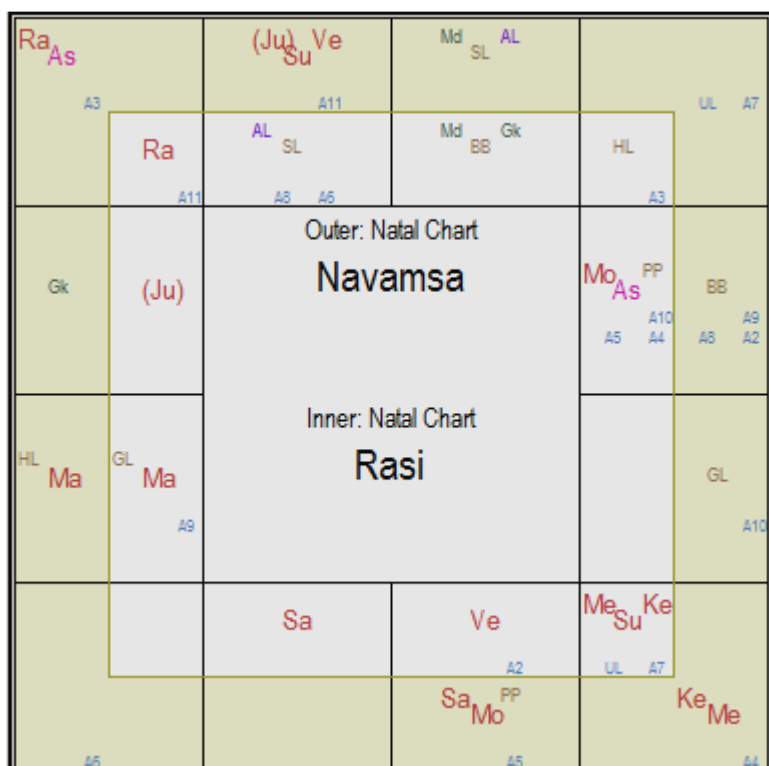 Ra As
(Ju) Su Ve
Md SL AL
A3
A11
UL A7
Ra
AL SL
Md BB Gk
HL
A11
A8 A6
A3
Outer: Natal Chart
Navamsa
Gk
(Ju)
Mo As PP
BB
A10
A5 A4
A9
A8 A2
Inner: Natal Chart
Rasi
HL Ma
GL Ma
GL
A9
A10
Sa
Ve
Me Su Ke
A2
UL A7
Sa Mo PP
Ke Me
A6
A5
A4